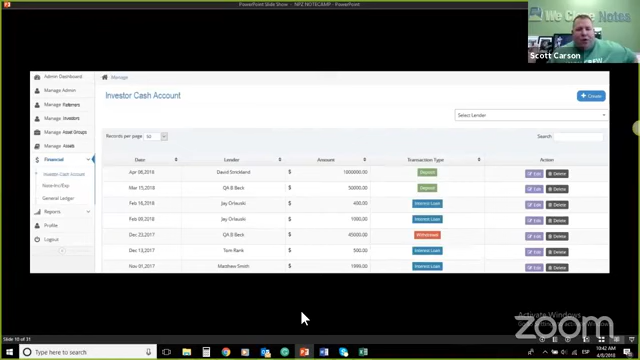 PowerPoint Slide Show - NPZ NOTECAMP - PowerPoint
We Close Notes
Scott Carson
Admin Dashboard
Manage Admin
Manage Partners
Manage Investors
Manage Asset Groups
Manage Assets
Financial
Investor Cash Account
Note-Inv/Exp
General Ledger
Reports
Profile
Logout
Manage
Investor Cash Account
Create
Select Lender
Records per page 50
Search:
Date Lender Amount Transaction Type Action
Apr 08,2018 David Strickland $ 1000000.00 Deposit Edit Delete
Mar 15,2018 QA B Beck $ 50000.00 Deposit Edit Delete
Feb 16,2018 Jay Orlauski $ 400.00 Interest Loan Edit Delete
Feb 09,2018 Jay Orlauski $ 1000.00 Interest Loan Edit Delete
Dec 23,2017 QA B Beck $ 45000.00 Withdrawal Edit Delete
Dec 13,2017 Tom Rank $ 500.00 Interest Loan Edit Delete
Nov 01,2017 Matthew Smith $ 1999.00 Interest Loan Edit Delete
Activate Windows
zoom
Slide 10 of 31
Type here to search
ESP
10:42 AM
4/8/2018